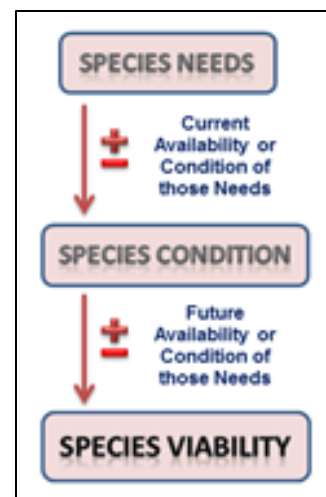 SPECIES NEEDS
Current
Availability or
Condition of
those Needs
SPECIES CONDITION
Future
Availability or
Condition of
those Needs
SPECIES VIABILITY